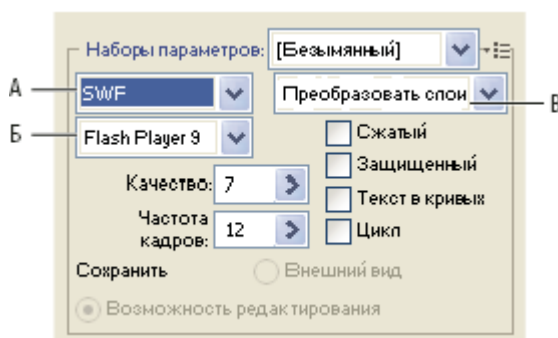 Наборы параметров: [Безымянный]
А SWF Преобразовать слои В
Б Flash Player 9 Сжатый
Защищенный
Качество: 7 Текст в кривых
Частота кадров: 12 Цикл
Сохранить Внешний вид
Возможность редактирования